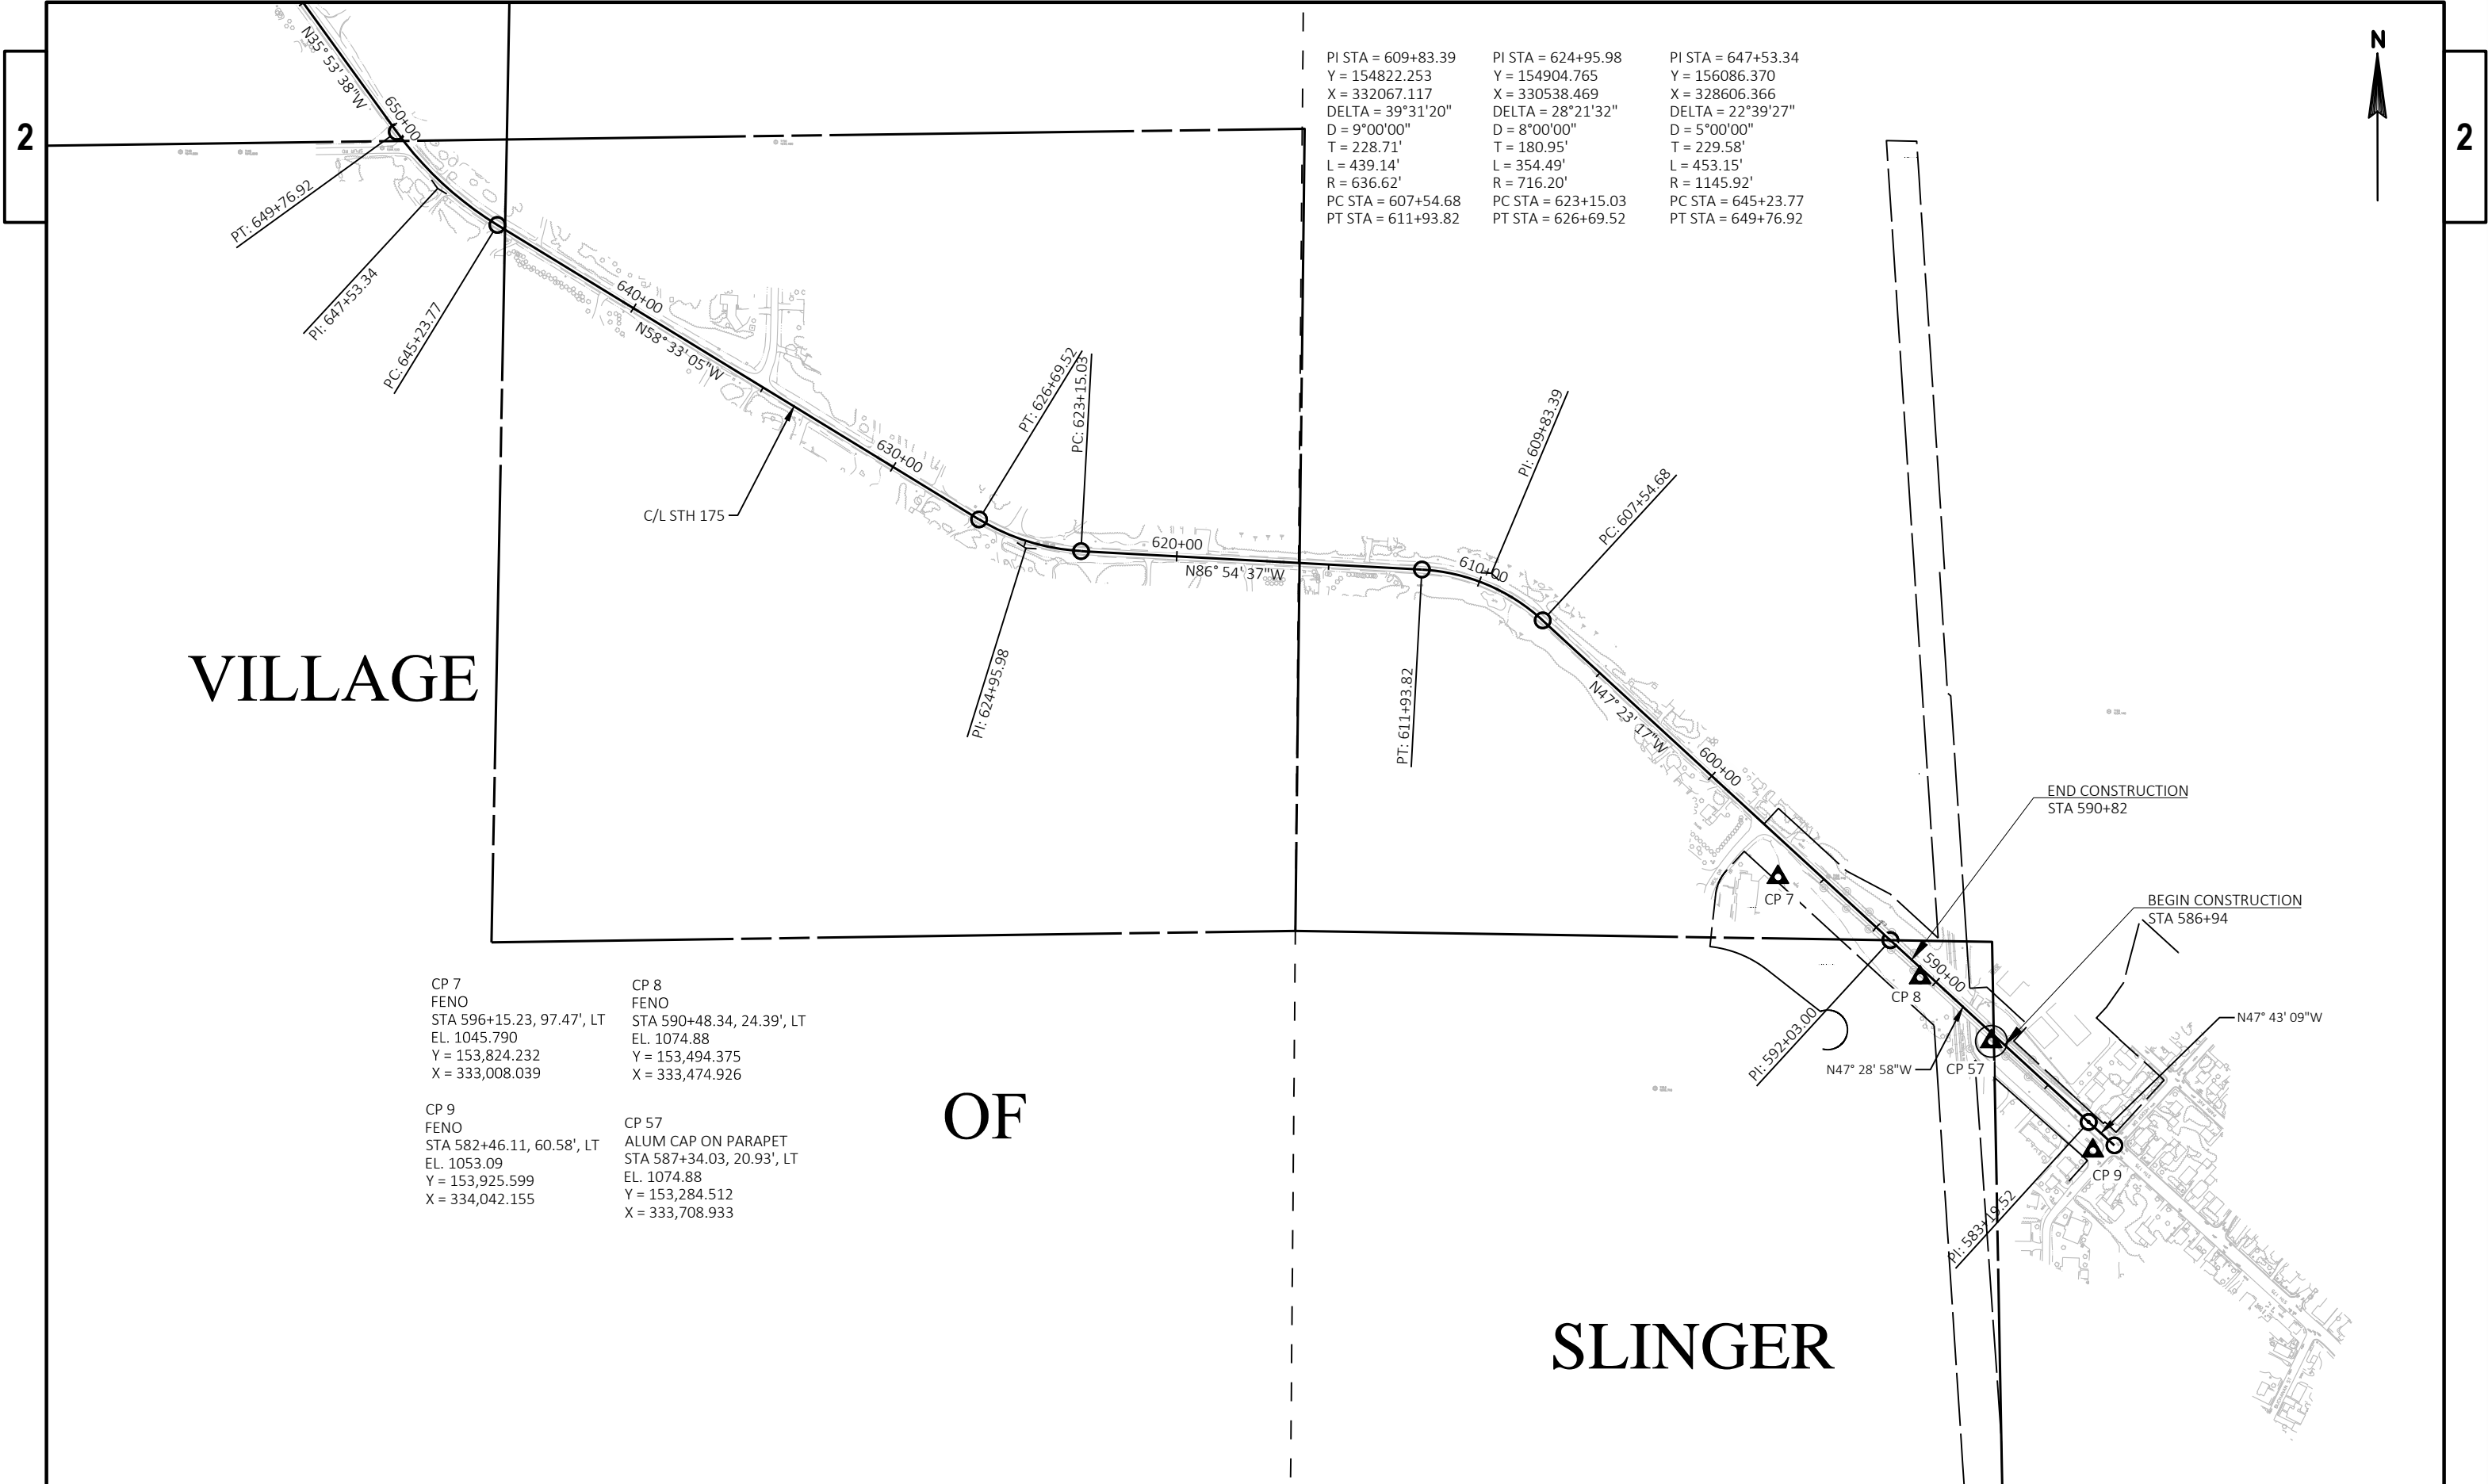 2
2
N
PI STA = 609+83.39
Y = 154822.253
X = 332067.117
DELTA = 39°31'20"
D = 9°00'00"
T = 228.71'
L = 439.14'
R = 636.62'
PC STA = 607+54.68
PT STA = 611+93.82
PI STA = 624+95.98
Y = 154904.765
X = 330538.469
DELTA = 28°21'32"
D = 8°00'00"
T = 180.95'
L = 354.49'
R = 716.20'
PC STA = 623+15.03
PT STA = 626+69.52
PI STA = 647+53.34
Y = 156086.370
X = 328606.366
DELTA = 22°39'27"
D = 5°00'00"
T = 229.58'
L = 453.15'
R = 1145.92'
PC STA = 645+23.77
PT STA = 649+76.92
N35° 53' 38"W
650+00
PT: 649+76.92
PI: 647+53.34
PC: 645+23.77
640+00
N58° 33' 05"W
C/L STH 175
630+00
PT: 626+69.52
PC: 623+15.03
PI: 624+95.98
620+00
N86° 54' 37"W
PT: 611+93.82
610+00
PI: 609+83.39
PC: 607+54.68
N47° 23' 17"W
600+00
END CONSTRUCTION
STA 590+82
BEGIN CONSTRUCTION
STA 586+94
CP 7
CP 8
590+00
PI: 592+03.00
N47° 28' 58"W
CP 57
N47° 43' 09"W
CP 9
PI: 583+19.52
VILLAGE
OF
SLINGER
CP 7
FENO
STA 596+15.23, 97.47', LT
EL. 1045.790
Y = 153,824.232
X = 333,008.039
CP 8
FENO
STA 590+48.34, 24.39', LT
EL. 1074.88
Y = 153,494.375
X = 333,474.926
CP 9
FENO
STA 582+46.11, 60.58', LT
EL. 1053.09
Y = 153,925.599
X = 334,042.155
CP 57
ALUM CAP ON PARAPET
STA 587+34.03, 20.93', LT
EL. 1074.88
Y = 153,284.512
X = 333,708.933